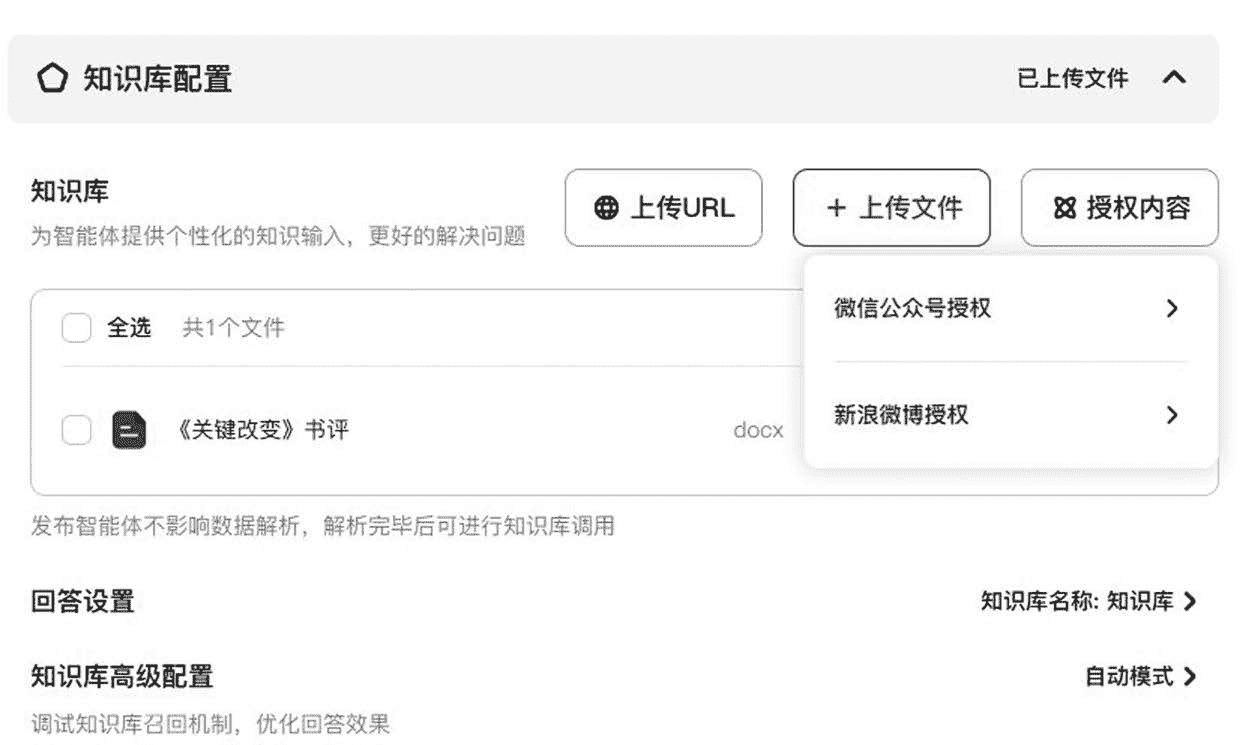 知识库配置 已上传文件
知识库
为智能体提供个性化的知识输入，更好的解决问题
上传URL + 上传文件 授权内容
微信公众号授权
新浪微博授权
全选 共1个文件
《关键改变》书评 docx
发布智能体不影响数据解析，解析完毕后可进行知识库调用
回答设置 知识库名称: 知识库
知识库高级配置 自动模式
调试知识库召回机制，优化回答效果